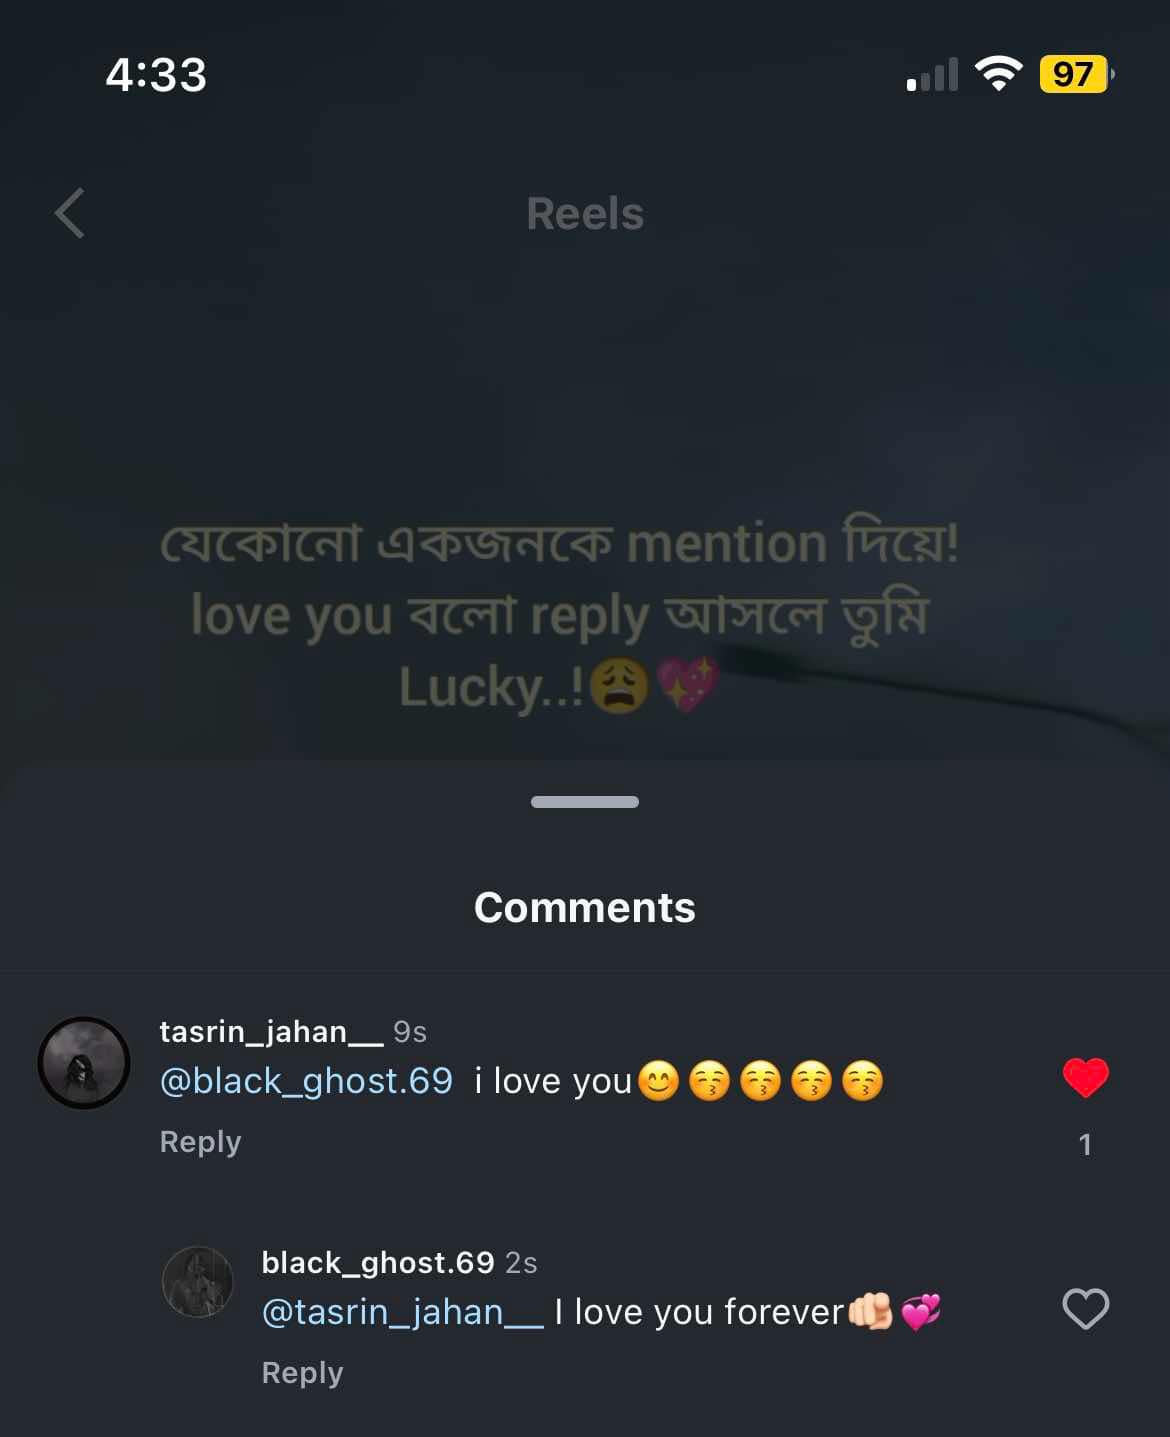 4:33
97
Reels
যেকোনো একজনকে mention দিয়ে!
love you বলো reply আসলে তুমি
Lucky..!😩💖
Comments
tasrin_jahan__ 9s
@black_ghost.69 i love you😊😚😚😚😚
Reply
1
black_ghost.69 2s
@tasrin_jahan__ I love you forever🫵🏻💞
Reply